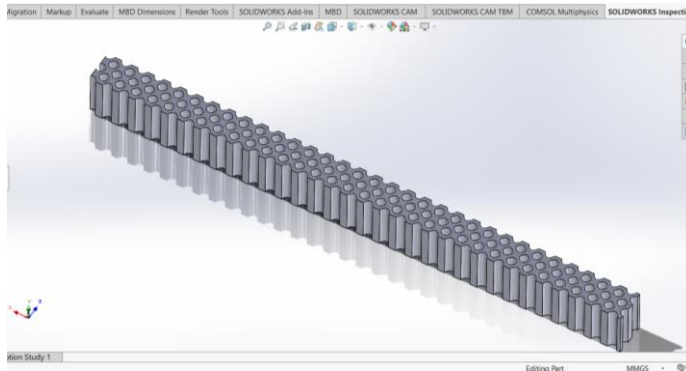 Migration Markup Evaluate MBD Dimensions Render Tools SOLIDWORKS Add-Ins MBD SOLIDWORKS CAM SOLIDWORKS CAM TBM COMSOL Multiphysics SOLIDWORKS Inspecti
tion Study 1
Editing Part MMGS